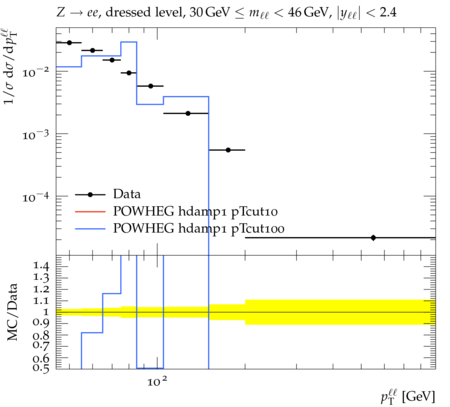 Z → ee, dressed level, 30 GeV ≤ mℓℓ < 46 GeV, |yℓℓ| < 2.4
1/σ dσ/dpTℓℓ
10⁻²
10⁻³
10⁻⁴
Data
POWHEG hdamp1 pTcut10
POWHEG hdamp1 pTcut100
MC/Data
1.4
1.3
1.2
1.1
1
0.9
0.8
0.7
0.6
0.5
10²
pTℓℓ [GeV]